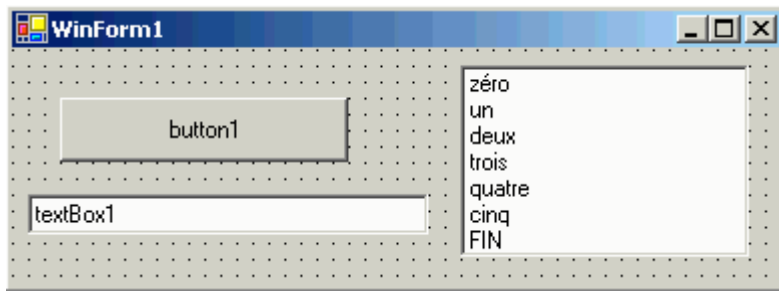 WinForm1
button1
textBox1
zéro
un
deux
trois
quatre
cinq
FIN